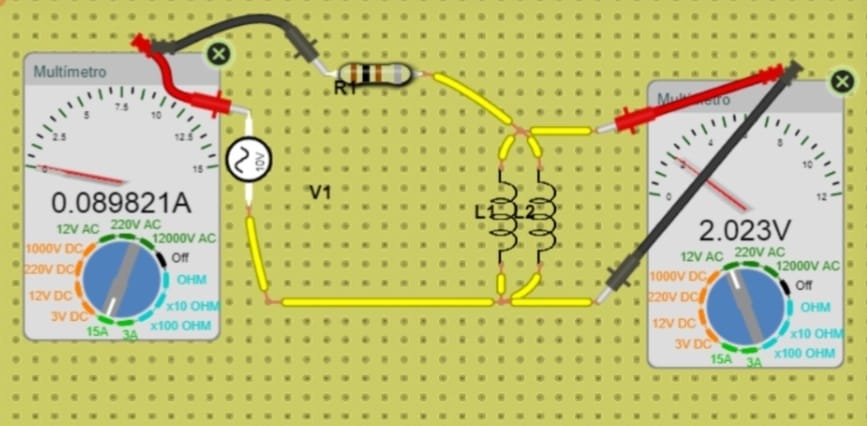 Multímetro
0
2.5
5
7.5
10
12.5
15
0.089821A
12V AC
220V AC
12000V AC
1000V DC
Off
220V DC
OHM
12V DC
x10 OHM
3V DC
x100 OHM
15A
3A
R1
10V
V1
L1
L2
0
4
8
10
12
2.023V
12V AC
220V AC
12000V AC
1000V DC
Off
220V DC
OHM
12V DC
x10 OHM
3V DC
x100 OHM
15A
3A